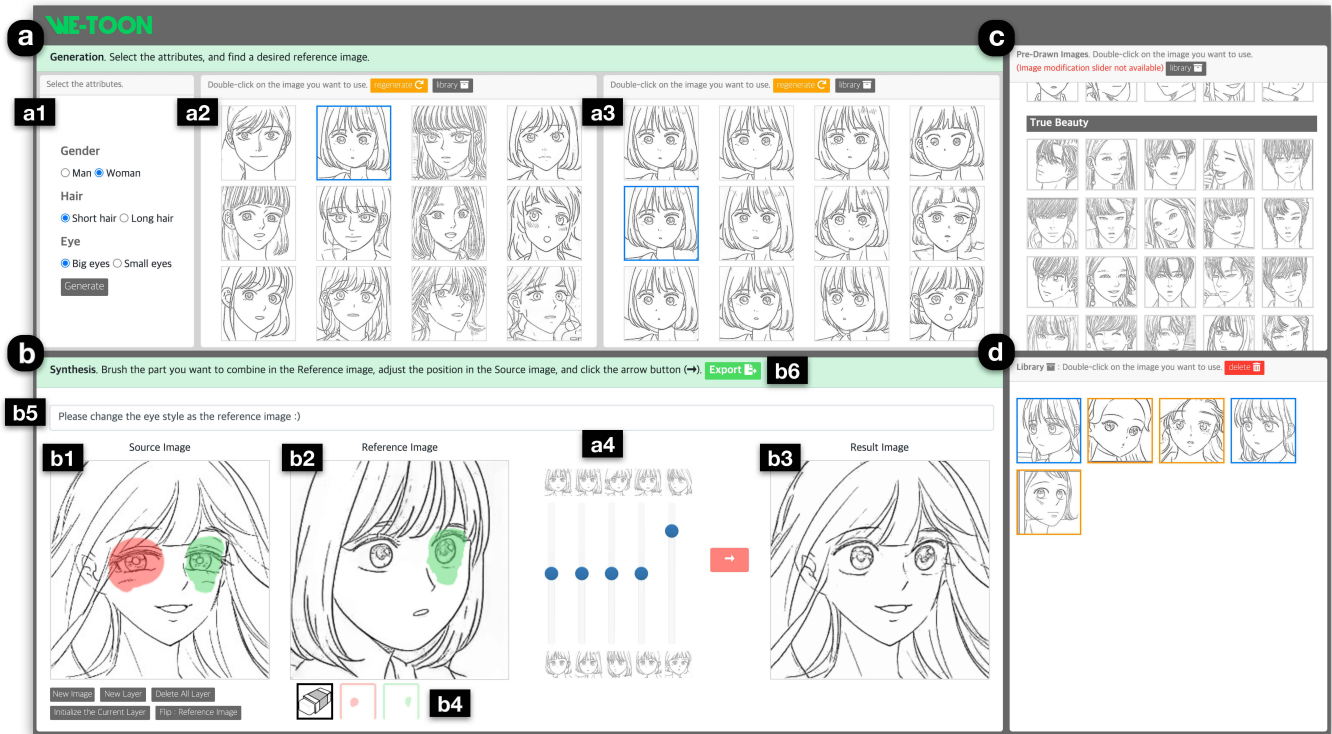 WE-TOON
a
Generation. Select the attributes, and find a desired reference image.
Select the attributes.
a1
Gender
Man Woman
Hair
Short hair Long hair
Eye
Big eyes Small eyes
Generate
a2
Double-click on the image you want to use. regenerate library
a3
Double-click on the image you want to use. regenerate library
c
Pre-Drawn Images. Double-click on the image you want to use.
(Image modification slider not available) library
True Beauty
b
Synthesis. Brush the part you want to combine in the Reference image, adjust the position in the Source image, and click the arrow button (→). Export
b6
b5
Please change the eye style as the reference image :)
b1
Source Image
b2
Reference Image
a4
b3
Result Image
→
New Image New Layer Delete All Layer
Initialize the Current Layer Flip : Reference Image
b4
d
Library : Double-click on the image you want to use. delete